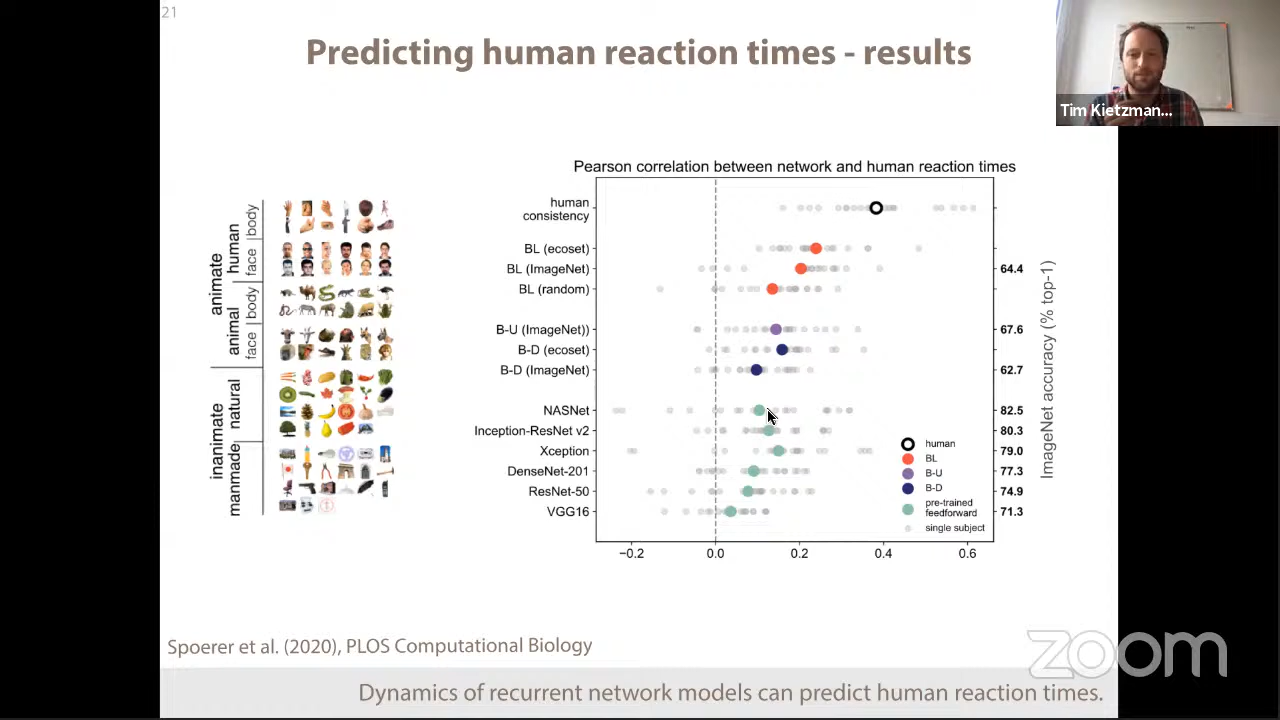 21
Predicting human reaction times - results
Tim Kietzman...
Pearson correlation between network and human reaction times
human
consistency
BL (ecoset)
BL (ImageNet)
64.4
BL (random)
B-U (ImageNet))
67.6
B-D (ecoset)
B-D (ImageNet)
62.7
NASNet
82.5
Inception-ResNet v2
80.3
Xception
79.0
DenseNet-201
77.3
ResNet-50
74.9
VGG16
71.3
human
BL
B-U
B-D
pre-trained
feedforward
single subject
−0.2 0.0 0.2 0.4 0.6
ImageNet accuracy (% top-1)
animate
human
body
face
animal
body
face
inanimate
natural
manmade
Spoerer et al. (2020), PLOS Computational Biology
zoom
Dynamics of recurrent network models can predict human reaction times.